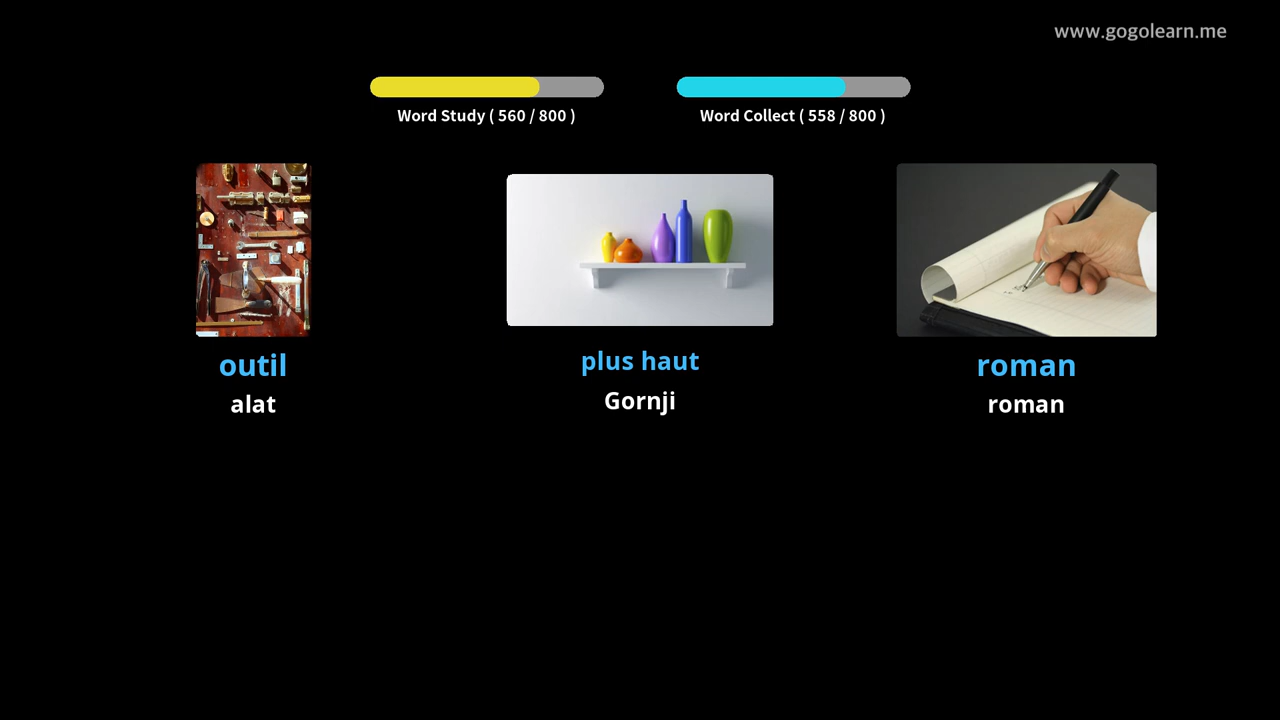 www.gogolearn.me
Word Study ( 560 / 800 )
Word Collect ( 558 / 800 )
outil
alat
plus haut
Gornji
roman
roman